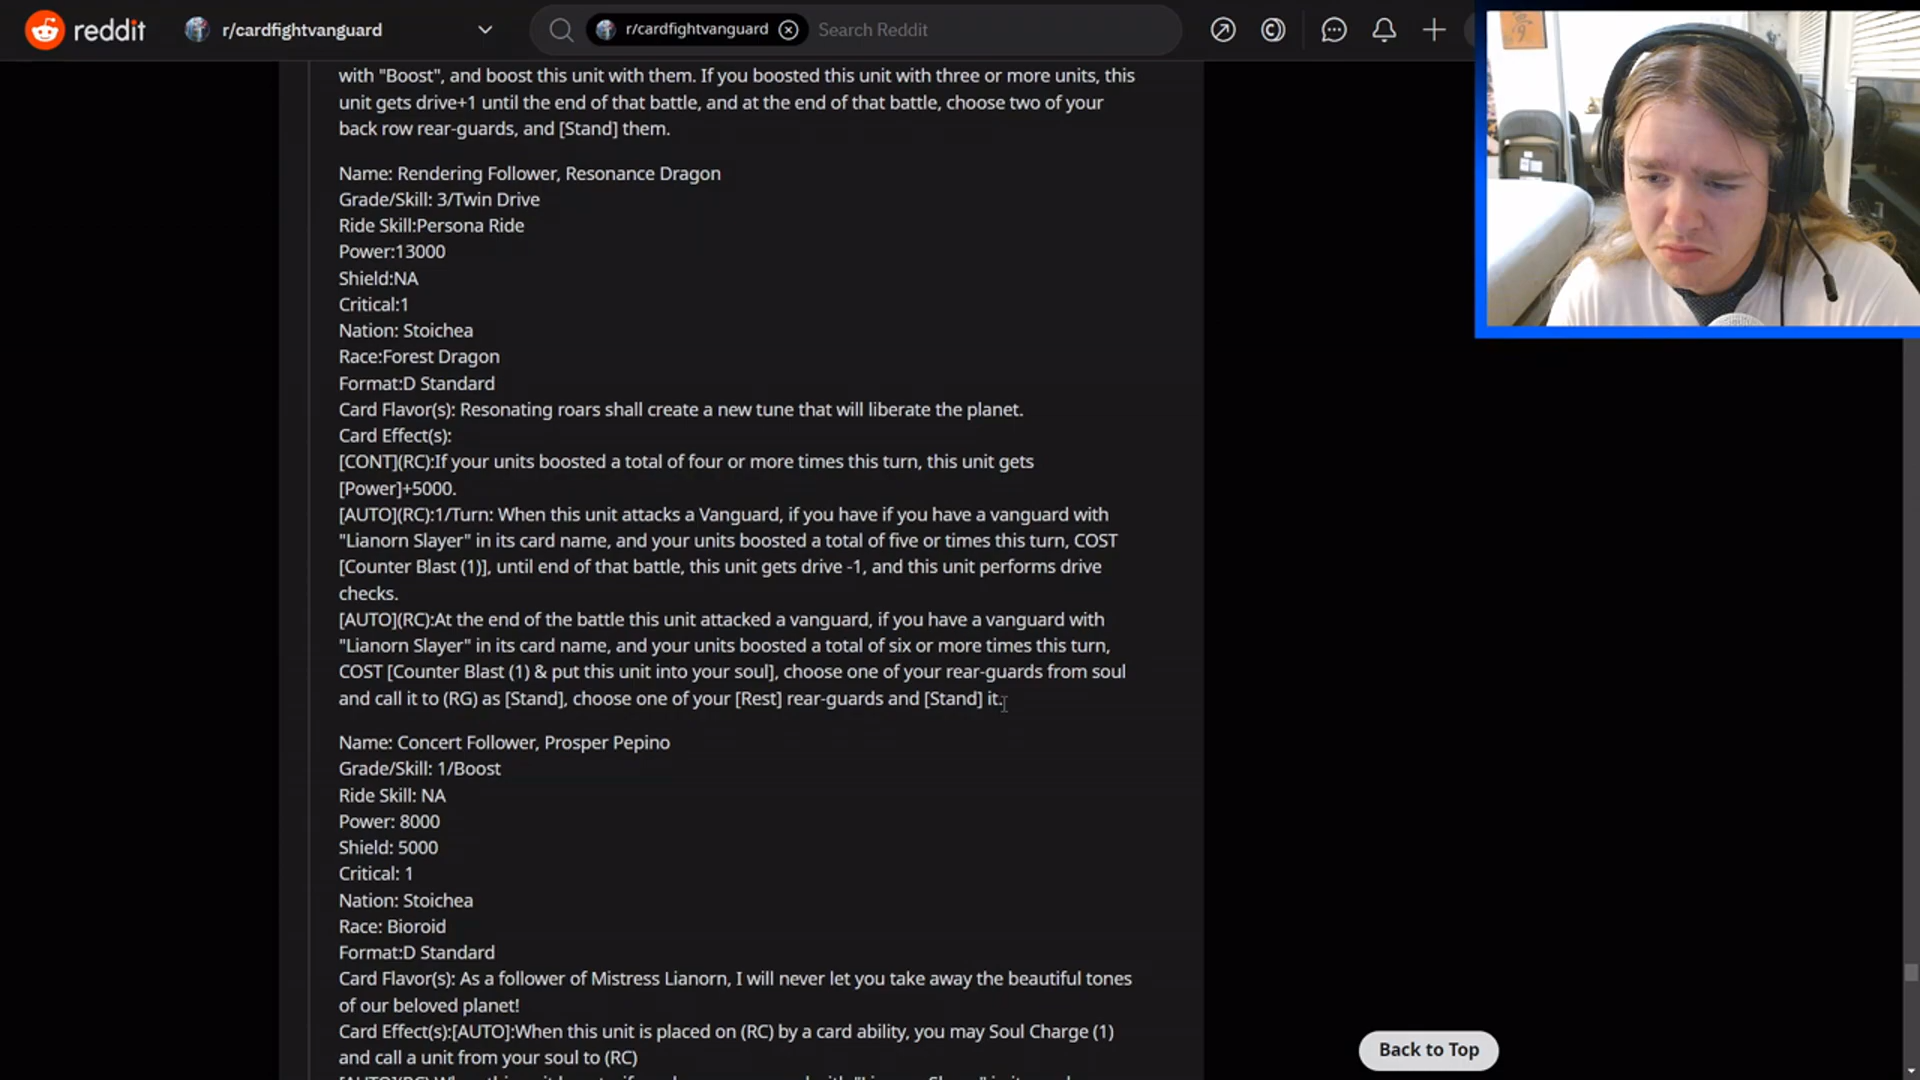 reddit
r/cardfightvanguard
r/cardfightvanguard
Search Reddit
with "Boost", and boost this unit with them. If you boosted this unit with three or more units, this
unit gets drive+1 until the end of that battle, and at the end of that battle, choose two of your
back row rear-guards, and [Stand] them.
Name: Rendering Follower, Resonance Dragon
Grade/Skill: 3/Twin Drive
Ride Skill:Persona Ride
Power:13000
Shield:NA
Critical:1
Nation: Stoichea
Race:Forest Dragon
Format:D Standard
Card Flavor(s): Resonating roars shall create a new tune that will liberate the planet.
Card Effect(s):
[CONT](RC):If your units boosted a total of four or more times this turn, this unit gets
[Power]+5000.
[AUTO](RC):1/Turn: When this unit attacks a Vanguard, if you have if you have a vanguard with
"Lianorn Slayer" in its card name, and your units boosted a total of five or times this turn, COST
[Counter Blast (1)], until end of that battle, this unit gets drive -1, and this unit performs drive
checks.
[AUTO](RC):At the end of the battle this unit attacked a vanguard, if you have a vanguard with
"Lianorn Slayer" in its card name, and your units boosted a total of six or more times this turn,
COST [Counter Blast (1) & put this unit into your soul], choose one of your rear-guards from soul
and call it to (RG) as [Stand], choose one of your [Rest] rear-guards and [Stand] it.
Name: Concert Follower, Prosper Pepino
Grade/Skill: 1/Boost
Ride Skill: NA
Power: 8000
Shield: 5000
Critical: 1
Nation: Stoichea
Race: Bioroid
Format:D Standard
Card Flavor(s): As a follower of Mistress Lianorn, I will never let you take away the beautiful tones
of our beloved planet!
Card Effect(s):[AUTO]:When this unit is placed on (RC) by a card ability, you may Soul Charge (1)
and call a unit from your soul to (RC)
Back to Top